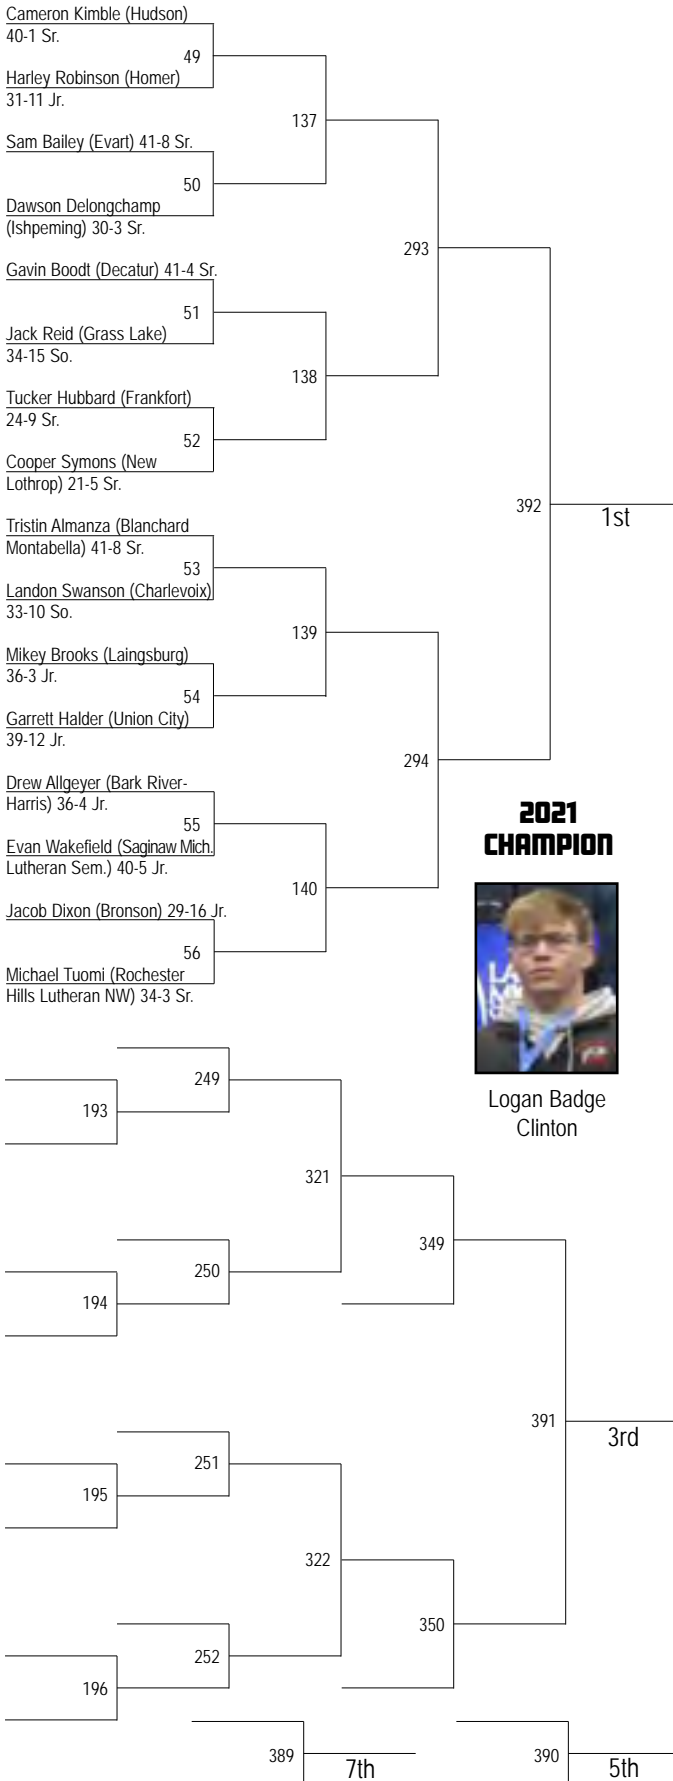 Cameron Kimble (Hudson)
40-1 Sr.
49
Harley Robinson (Homer)
31-11 Jr.
137
Sam Bailey (Evart) 41-8 Sr.
50
Dawson Delongchamp
(Ishpeming) 30-3 Sr.
293
Gavin Boodt (Decatur) 41-4 Sr.
51
Jack Reid (Grass Lake)
34-15 So.
138
Tucker Hubbard (Frankfort)
24-9 Sr.
52
Cooper Symons (New
Lothrop) 21-5 Sr.
392
1st
Tristin Almanza (Blanchard
Montabella) 41-8 Sr.
53
Landon Swanson (Charlevoix)
33-10 So.
139
Mikey Brooks (Laingsburg)
36-3 Jr.
54
Garrett Halder (Union City)
39-12 Jr.
294
Drew Allgeyer (Bark River-
Harris) 36-4 Jr.
55
Evan Wakefield (Saginaw Mich.
Lutheran Sem.) 40-5 Jr.
140
Jacob Dixon (Bronson) 29-16 Jr.
56
Michael Tuomi (Rochester
Hills Lutheran NW) 34-3 Sr.
2021
CHAMPION
Logan Badge
Clinton
249
193
321
250
194
349
391
3rd
251
195
322
350
252
196
389
7th
390
5th